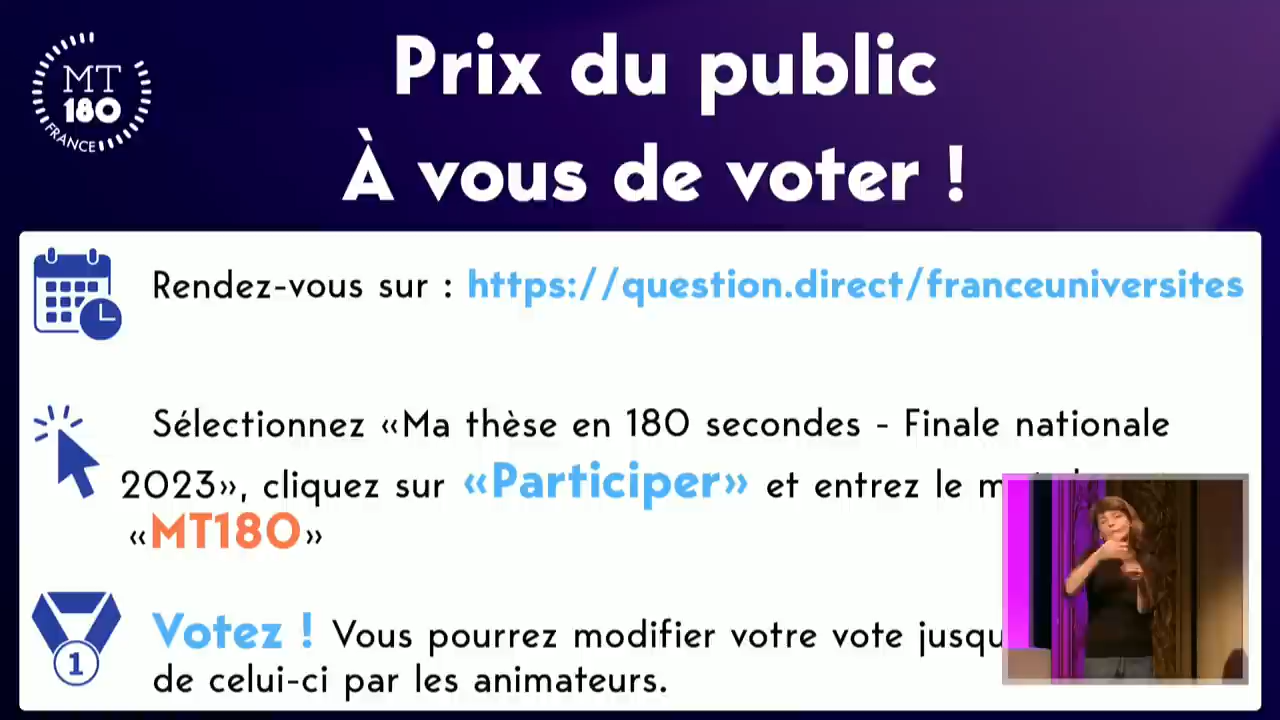 MT
180
FRANCE
Prix du public
À vous de voter !
Rendez-vous sur : https://question.direct/franceuniversites
Sélectionnez «Ma thèse en 180 secondes - Finale nationale
2023», cliquez sur «Participer» et entrez le
«MT180»
Votez ! Vous pourrez modifier votre vote
de celui-ci par les animateurs.
1